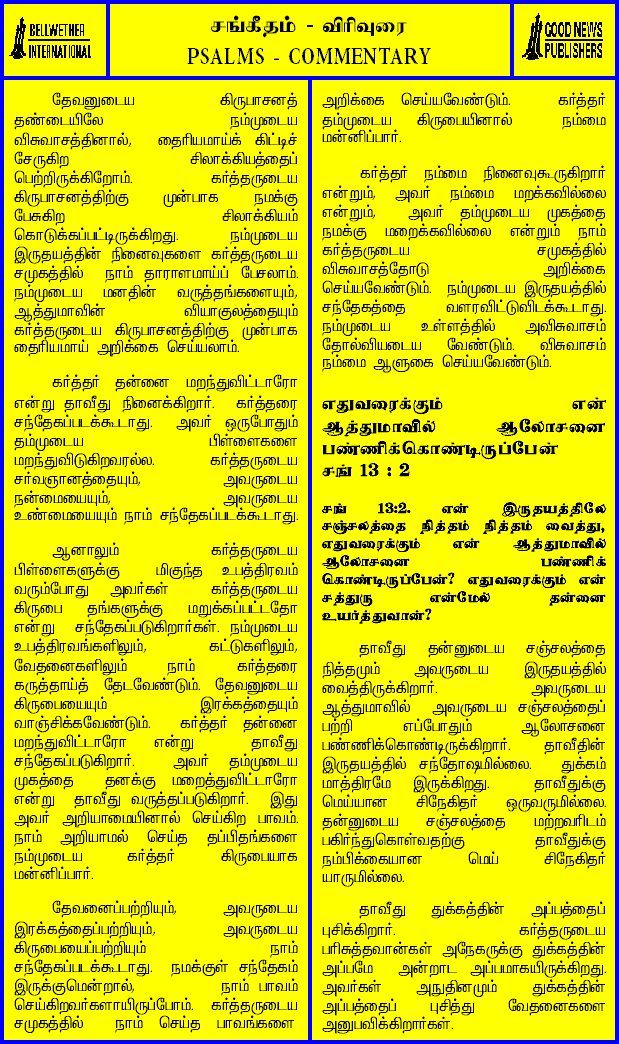 BELLWETHER
INTERNATIONAL
சங்கீதம் - விரிவுரை
PSALMS - COMMENTARY
GOOD NEWS
PUBLISHERS
தேவனுடைய கிருபாசனத்
தண்டையிலே நம்முடைய
விசுவாசத்தினால், தைரியமாய்க் கிட்டிச்
சேருகிற சிலாக்கியத்தைப்
பெற்றிருக்கிறோம். கர்த்தருடைய
கிருபாசனத்திற்கு முன்பாக நமக்கு
பேசுகிற சிலாக்கியம்
கொடுக்கப்பட்டிருக்கிறது. நம்முடைய
இருதயத்தின் நினைவுகளை கர்த்தருடைய
சமுகத்தில் நாம் தாராளமாய்ப் பேசலாம்.
நம்முடைய மனதின் வருத்தங்களையும்,
ஆத்துமாவின் வியாகுலத்தையும்
கர்த்தருடைய கிருபாசனத்திற்கு முன்பாக
தைரியமாய் அறிக்கை செய்யலாம்.
கர்த்தர் தன்னை மறந்துவிட்டாரோ
என்று தாவீது நினைக்கிறார். கர்த்தரை
சந்தேகப்படக்கூடாது. அவர் ஒருபோதும்
தம்முடைய பிள்ளைகளை
மறந்துவிடுகிறவரல்ல. கர்த்தருடைய
சர்வஞானத்தையும், அவருடைய
நன்மையையும், அவருடைய
உண்மையையும் நாம் சந்தேகப்படக்கூடாது.
ஆனாலும் கர்த்தருடைய
பிள்ளைகளுக்கு மிகுந்த உபத்திரவம்
வரும்போது அவர்கள் கர்த்தருடைய
கிருபை தங்களுக்கு மறுக்கப்பட்டதோ
என்று சந்தேகப்படுகிறார்கள். நம்முடைய
உபத்திரவங்களிலும், கட்டுகளிலும்,
வேதனைகளிலும் நாம் கர்த்தரை
கருத்தாய்த் தேடவேண்டும். தேவனுடைய
கிருபையையும் இரக்கத்தையும்
வாஞ்சிக்கவேண்டும். கர்த்தர் தன்னை
மறந்துவிட்டாரோ என்று தாவீது
சந்தேகப்படுகிறார். அவர் தம்முடைய
முகத்தை தனக்கு மறைத்துவிட்டாரோ
என்று தாவீது வருத்தப்படுகிறார். இது
அவர் அறியாமையினால் செய்கிற பாவம்.
நாம் அறியாமல் செய்த தப்பிதங்களை
நம்முடைய கர்த்தர் கிருபையாக
மன்னிப்பார்.
தேவனைப்பற்றியும், அவருடைய
இரக்கத்தைப்பற்றியும், அவருடைய
கிருபையைப்பற்றியும் நாம்
சந்தேகப்படக்கூடாது. நமக்குள் சந்தேகம்
இருக்குமென்றால், நாம் பாவம்
செய்கிறவர்களாயிருப்போம். கர்த்தருடைய
சமுகத்தில் நாம் செய்த பாவங்களை
அறிக்கை செய்யவேண்டும். கர்த்தர்
தம்முடைய கிருபையினால் நம்மை
மன்னிப்பார்.
கர்த்தர் நம்மை நினைவுகூருகிறார்
என்றும், அவர் நம்மை மறக்கவில்லை
என்றும், அவர் தம்முடைய முகத்தை
நமக்கு மறைக்கவில்லை என்றும் நாம்
கர்த்தருடைய சமுகத்தில்
விசுவாசத்தோடு அறிக்கை
செய்யவேண்டும். நம்முடைய இருதயத்தில்
சந்தேகத்தை வளரவிட்டுவிடக்கூடாது.
நம்முடைய உள்ளத்தில் அவிசுவாசம்
தோல்வியடைய வேண்டும். விசுவாசம்
நம்மை ஆளுகை செய்யவேண்டும்.
எதுவரைக்கும் என்
ஆத்துமாவில் ஆலோசனை
பண்ணிக்கொண்டிருப்பேன்
சங் 13 : 2
சங் 13:2. என் இருதயத்திலே
சஞ்சலத்தை நித்தம் நித்தம் வைத்து,
எதுவரைக்கும் என் ஆத்துமாவில்
ஆலோசனை பண்ணிக்
கொண்டிருப்பேன்? எதுவரைக்கும் என்
சத்துரு என்மேல் தன்னை
உயர்த்துவான்?
தாவீது தன்னுடைய சஞ்சலத்தை
நித்தமும் அவருடைய இருதயத்தில்
வைத்திருக்கிறார். அவருடைய
ஆத்துமாவில் அவருடைய சஞ்சலத்தைப்
பற்றி எப்போதும் ஆலோசனை
பண்ணிக்கொண்டிருக்கிறார். தாவீதின்
இருதயத்தில் சந்தோஷமில்லை. துக்கம்
மாத்திரமே இருக்கிறது. தாவீதுக்கு
மெய்யான சிநேகிதர் ஒருவருமில்லை.
தன்னுடைய சஞ்சலத்தை மற்றவரிடம்
பகிர்ந்துகொள்வதற்கு தாவீதுக்கு
நம்பிக்கையான மெய் சிநேகிதர்
யாருமில்லை.
தாவீது துக்கத்தின் அப்பத்தைப்
புசிக்கிறார். கர்த்தருடைய
பரிசுத்தவான்கள் அநேகருக்கு துக்கத்தின்
அப்பமே அன்றாட அப்பமாகயிருக்கிறது.
அவர்கள் அநுதினமும் துக்கத்தின்
அப்பத்தைப் புசித்து வேதனைகளை
அனுபவிக்கிறார்கள்.